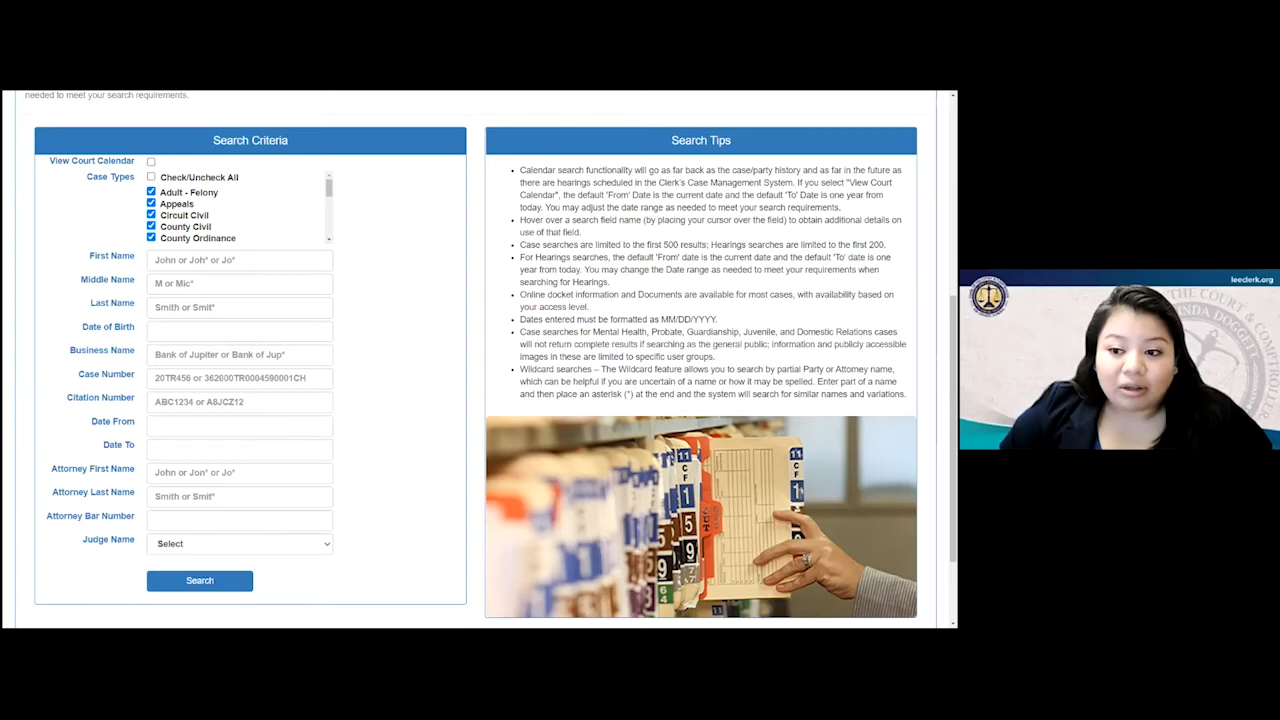 needed to meet your search requirements.
Search Criteria
View Court Calendar
Case Types
Check/Uncheck All
Adult - Felony
Appeals
Circuit Civil
County Civil
County Ordinance
First Name
John or Joh* or Jo*
Middle Name
M or Mic*
Last Name
Smith or Smit*
Date of Birth
Business Name
Bank of Jupiter or Bank of Jup*
Case Number
20TR456 or 362000TR0004590001CH
Citation Number
ABC1234 or A8JCZ12
Date From
Date To
Attorney First Name
John or Jon* or Jo*
Attorney Last Name
Smith or Smit*
Attorney Bar Number
Judge Name
Select
Search
Search Tips
Calendar search functionality will go as far back as the case/party history and as far in the future as
there are hearings scheduled in the Clerk's Case Management System. If you select "View Court
Calendar", the default 'From' Date is the current date and the default 'To' Date is one year from
today. You may adjust the date range as needed to meet your search requirements.
Hover over a search field name (by placing your cursor over the field) to obtain additional details on
use of that field.
Case searches are limited to the first 500 results; Hearings searches are limited to the first 200.
For Hearings searches, the default 'From' date is the current date and the default 'To' date is one
year from today. You may change the Date range as needed to meet your requirements when
searching for Hearings.
Online docket information and Documents are available for most cases, with availability based on
your access level.
Dates entered must be formatted as MM/DD/YYYY.
Case searches for Mental Health, Probate, Guardianship, Juvenile, and Domestic Relations cases
will not return complete results if searching as the general public; information and publicly accessible
images in these are limited to specific user groups.
Wildcard searches – The Wildcard feature allows you to search by partial Party or Attorney name,
which can be helpful if you are uncertain of a name or how it may be spelled. Enter part of a name
and then place an asterisk (*) at the end and the system will search for similar names and variations.
11
CF
1
5
9
leeclerk.org
THE COURT
INDA DOGGETT
COMPTROLLER